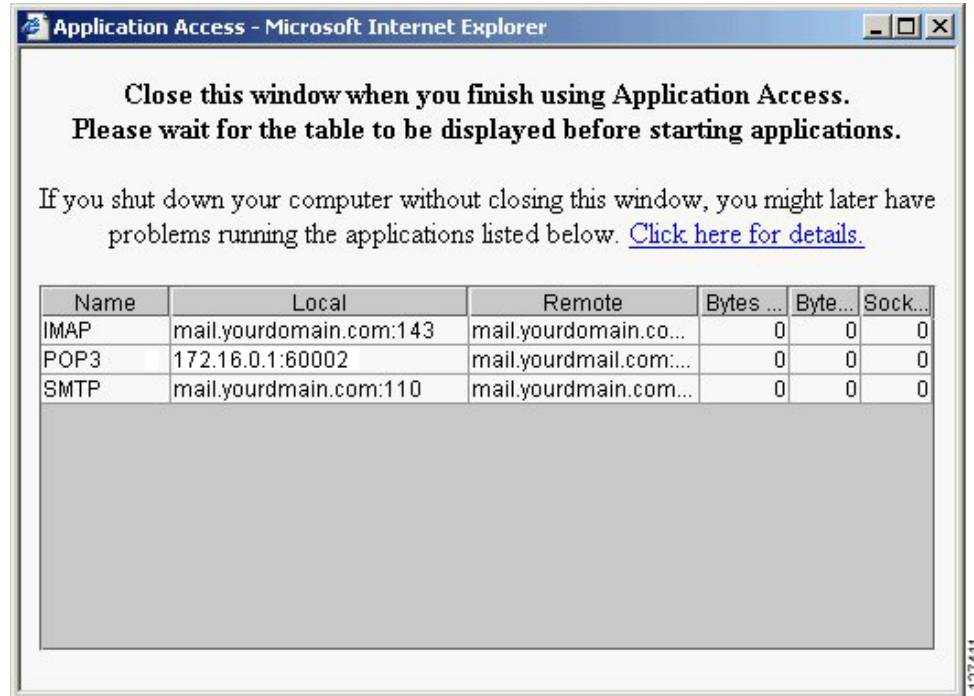 Application Access - Microsoft Internet Explorer
Close this window when you finish using Application Access.
Please wait for the table to be displayed before starting applications.
If you shut down your computer without closing this window, you might later have
problems running the applications listed below. Click here for details.
Name Local Remote Bytes ... Byte... Sock...
IMAP mail.yourdomain.com:143 mail.yourdomain.co... 0 0 0
POP3 172.16.0.1:60002 mail.yourdmail.com:... 0 0 0
SMTP mail.yourdmain.com:110 mail.yourdmain.com... 0 0 0